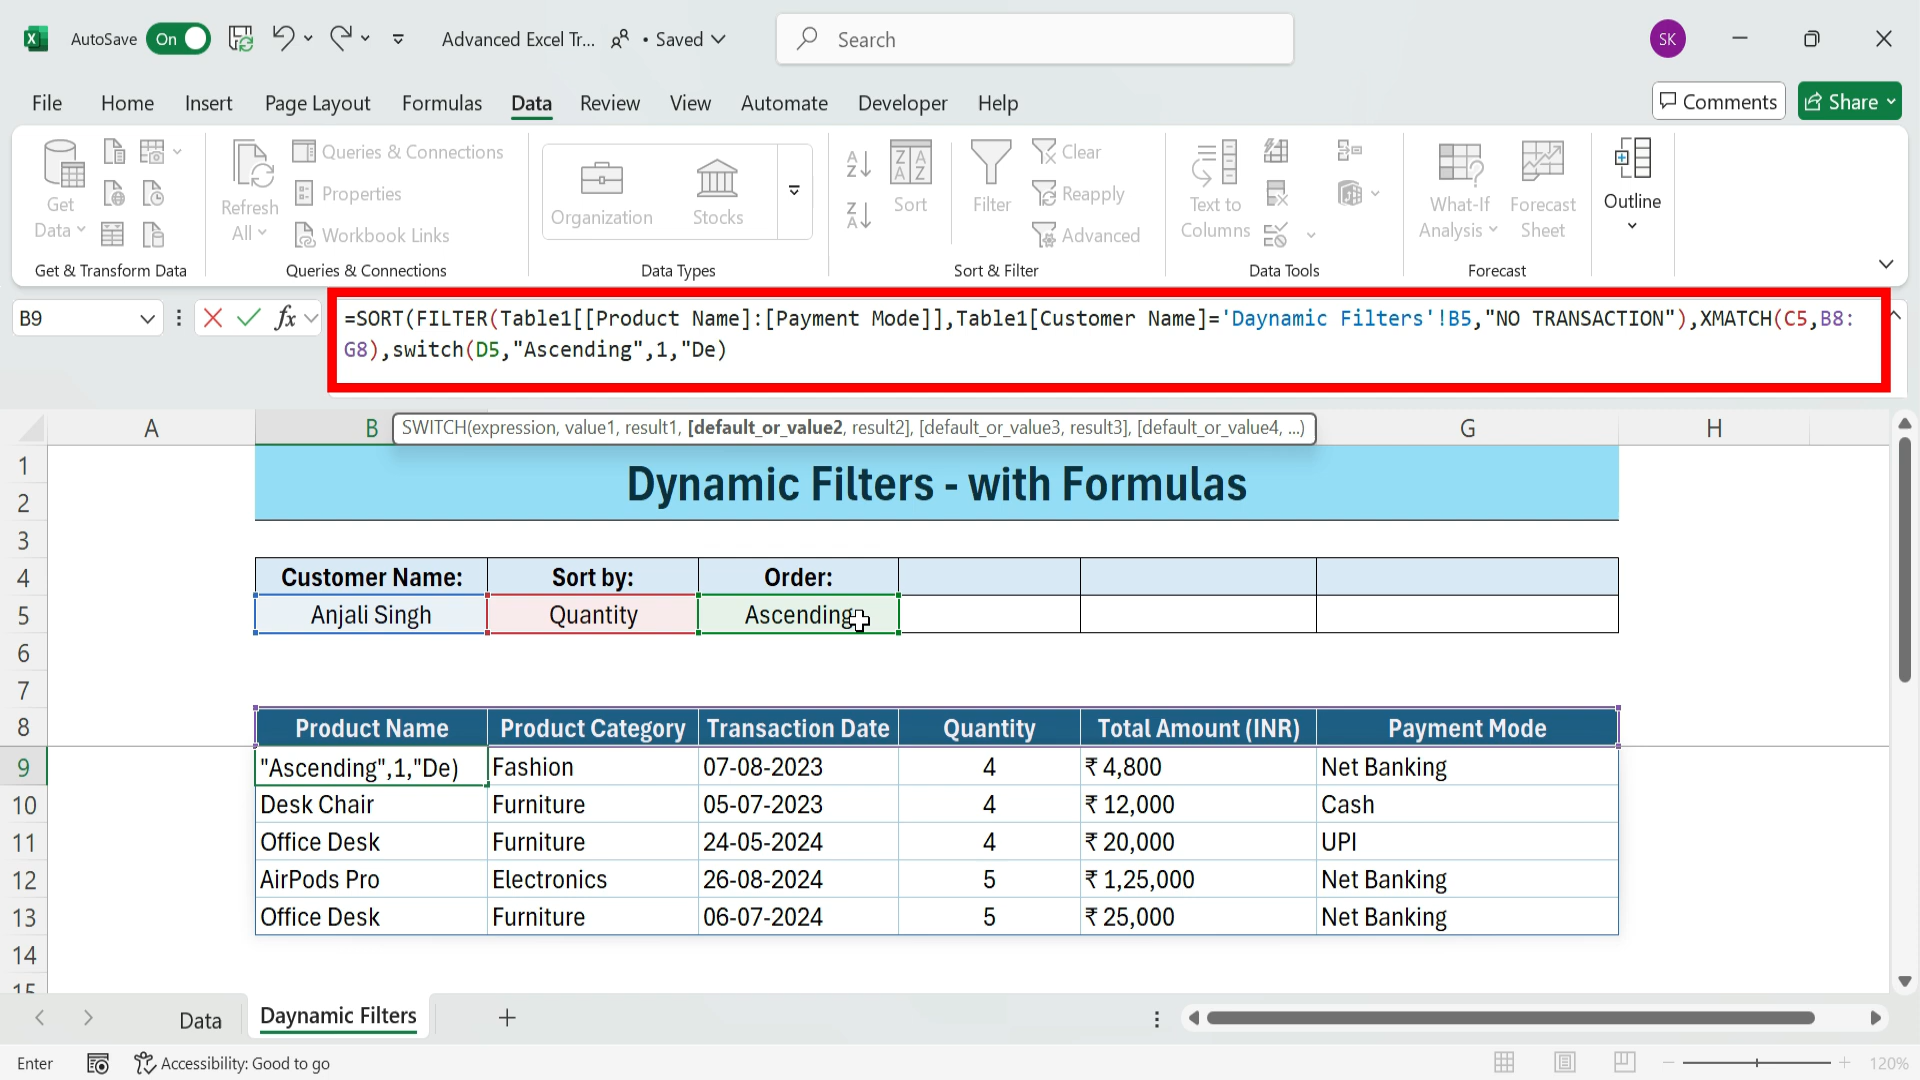 AutoSave On Advanced Excel Tr... • Saved Search SK
File Home Insert Page Layout Formulas Data Review View Automate Developer Help Comments Share
Get Data
Refresh All
Queries & Connections
Properties
Workbook Links
Organization Stocks
Sort
Filter
Clear
Reapply
Advanced
Text to Columns
What-If Analysis
Forecast Sheet
Outline
Get & Transform Data Queries & Connections Data Types Sort & Filter Data Tools Forecast
B9 fx =SORT(FILTER(Table1[[Product Name]:[Payment Mode]],Table1[Customer Name]='Daynamic Filters'!B5,"NO TRANSACTION"),XMATCH(C5,B8:
G8),switch(D5,"Ascending",1,"De)
A B G H
SWITCH(expression, value1, result1, [default_or_value2, result2], [default_or_value3, result3], [default_or_value4, ...)
1
Dynamic Filters - with Formulas
2
3
4 Customer Name: Sort by: Order:
5 Anjali Singh Quantity Ascending
6
7
8 Product Name Product Category Transaction Date Quantity Total Amount (INR) Payment Mode
9 "Ascending",1,"De) Fashion 07-08-2023 4 ₹ 4,800 Net Banking
10 Desk Chair Furniture 05-07-2023 4 ₹ 12,000 Cash
11 Office Desk Furniture 24-05-2024 4 ₹ 20,000 UPI
12 AirPods Pro Electronics 26-08-2024 5 ₹ 1,25,000 Net Banking
13 Office Desk Furniture 06-07-2024 5 ₹ 25,000 Net Banking
14
15
Data Daynamic Filters
Enter Accessibility: Good to go 120%